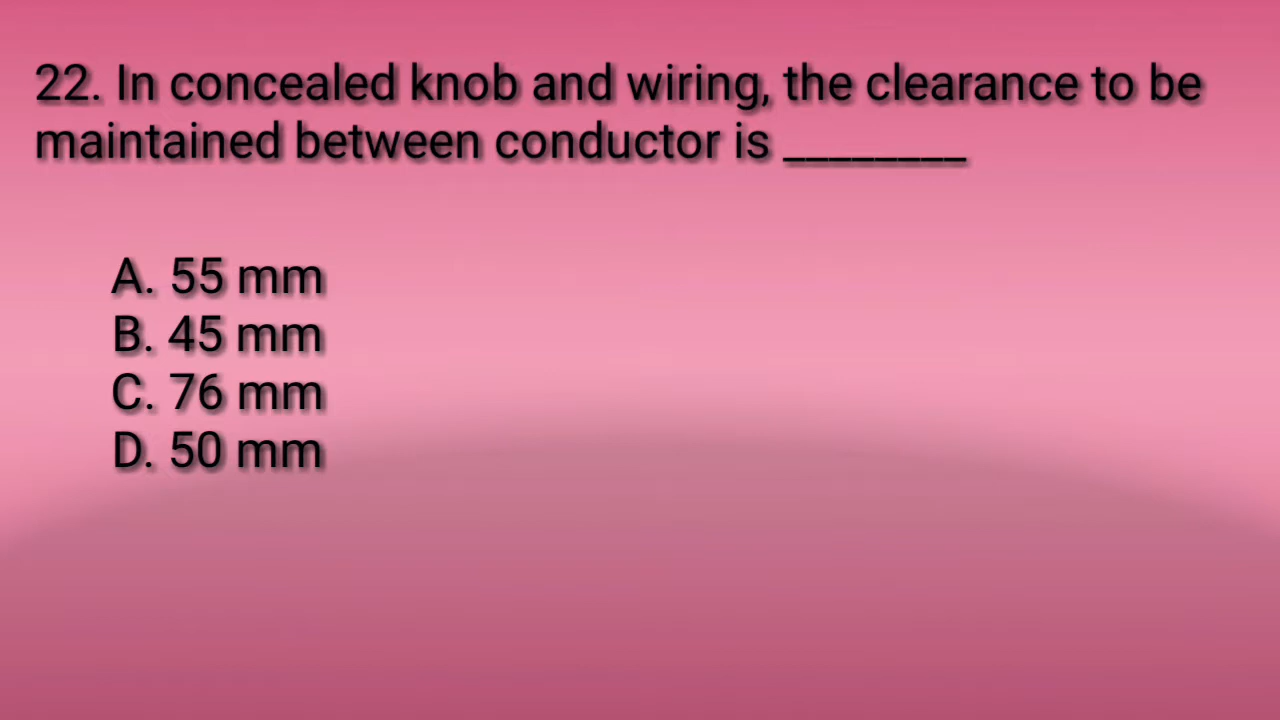 22. In concealed knob and wiring, the clearance to be
maintained between conductor is ________
A. 55 mm
B. 45 mm
C. 76 mm
D. 50 mm